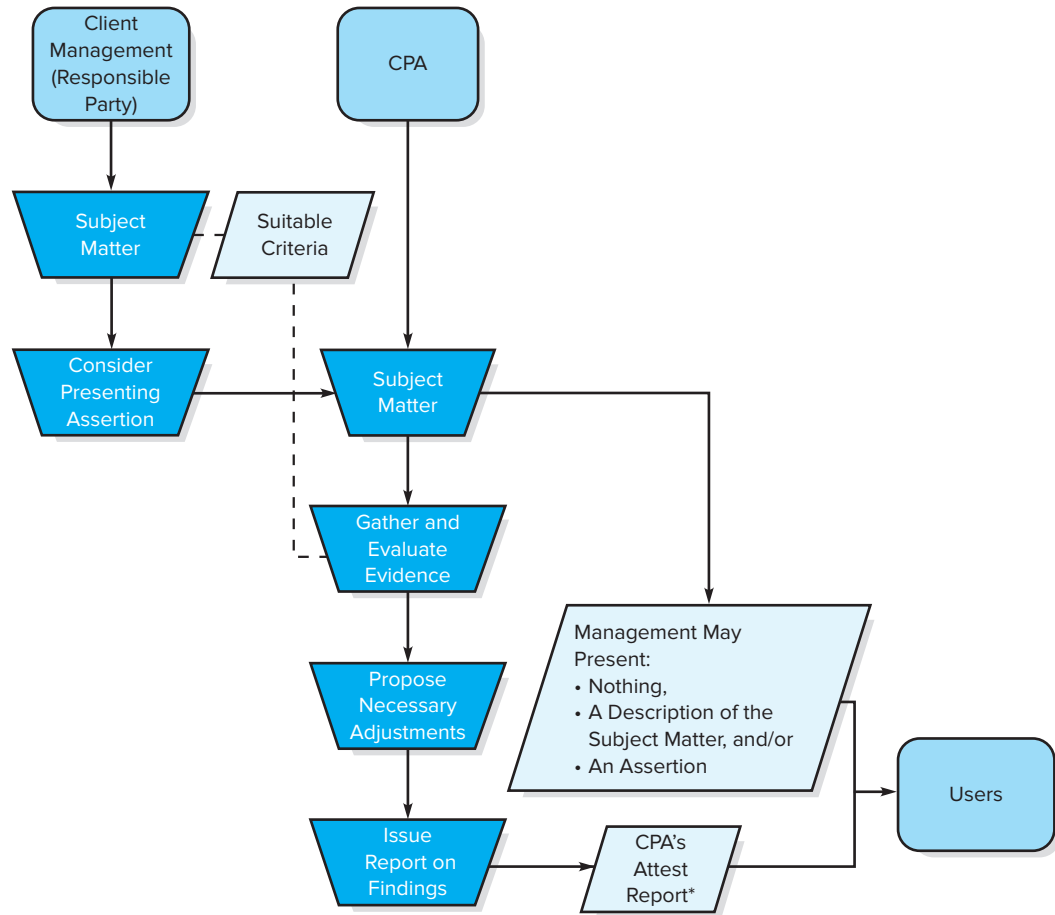 Client
Management
(Responsible
Party)
CPA
Subject
Matter
Suitable
Criteria
Consider
Presenting
Assertion
Subject
Matter
Gather and
Evaluate
Evidence
Management May
Present:
• Nothing,
• A Description of the
Subject Matter, and/or
• An Assertion
Propose
Necessary
Adjustments
Users
Issue
Report on
Findings
CPA's
Attest
Report*